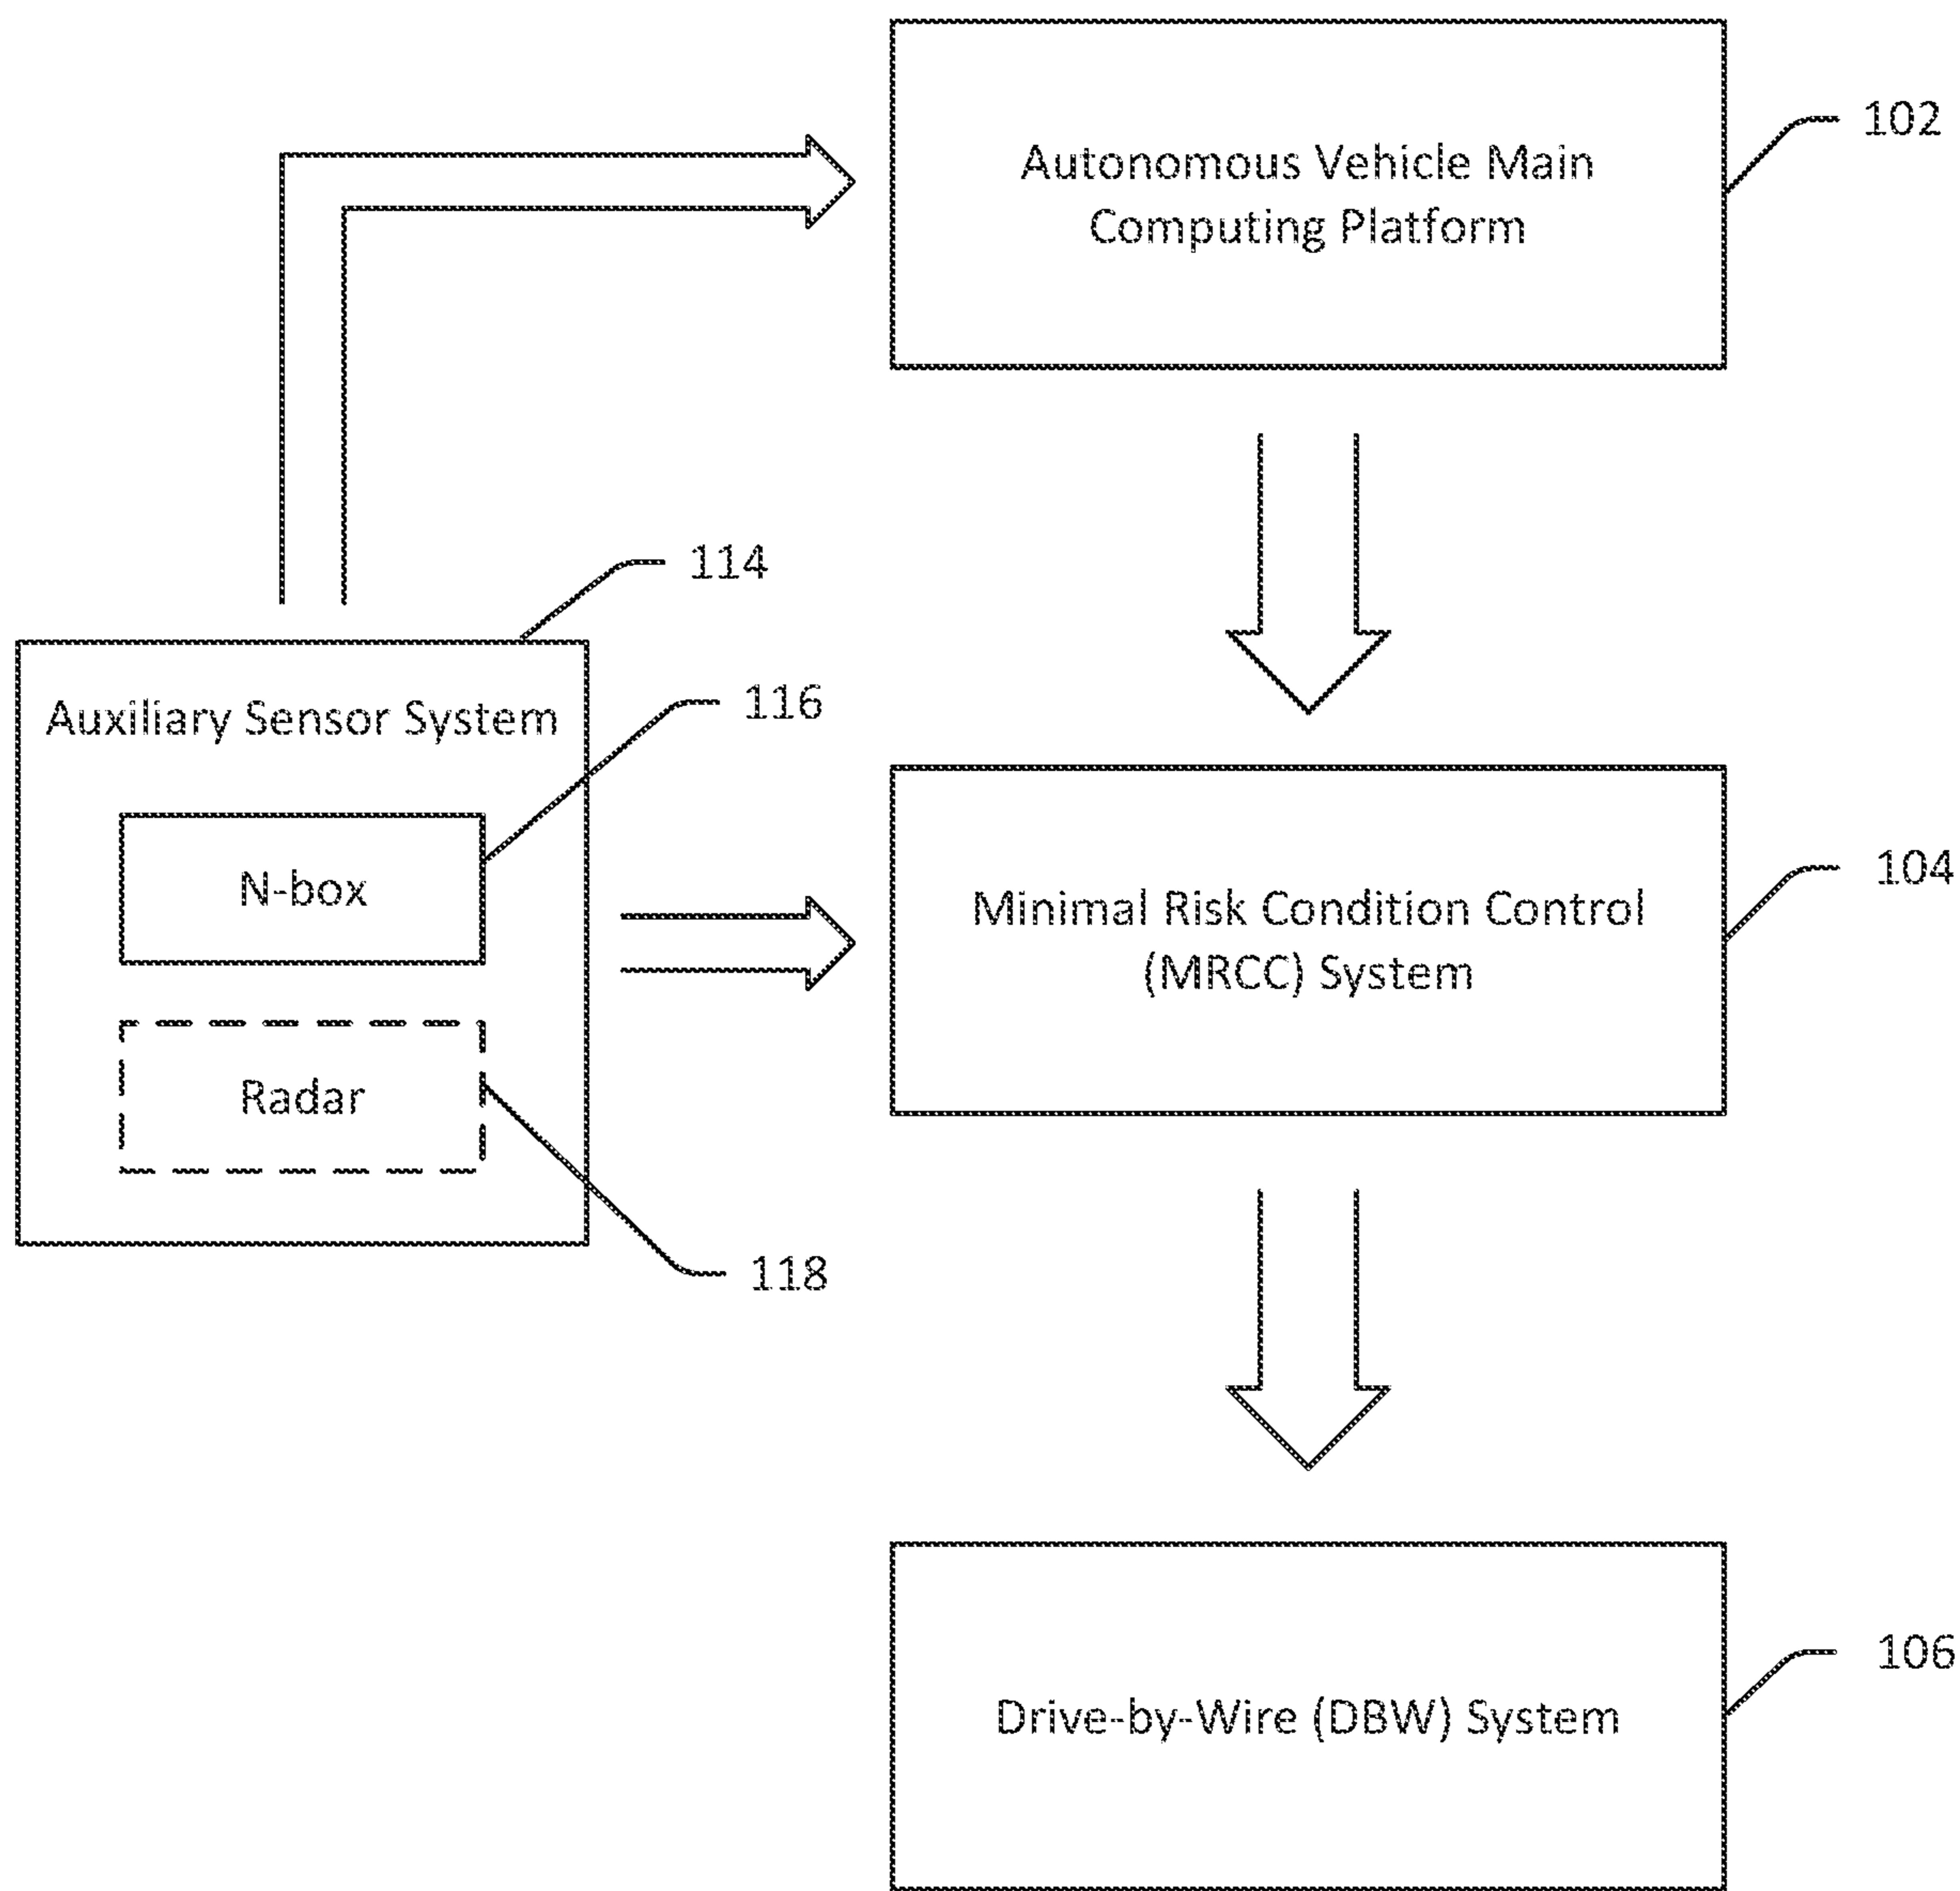 Autonomous Vehicle Main
Computing Platform
102
114
Auxiliary Sensor System
116
N-box
Radar
118
Minimal Risk Condition Control
(MRCC) System
104
Drive-by-Wire (DBW) System
106